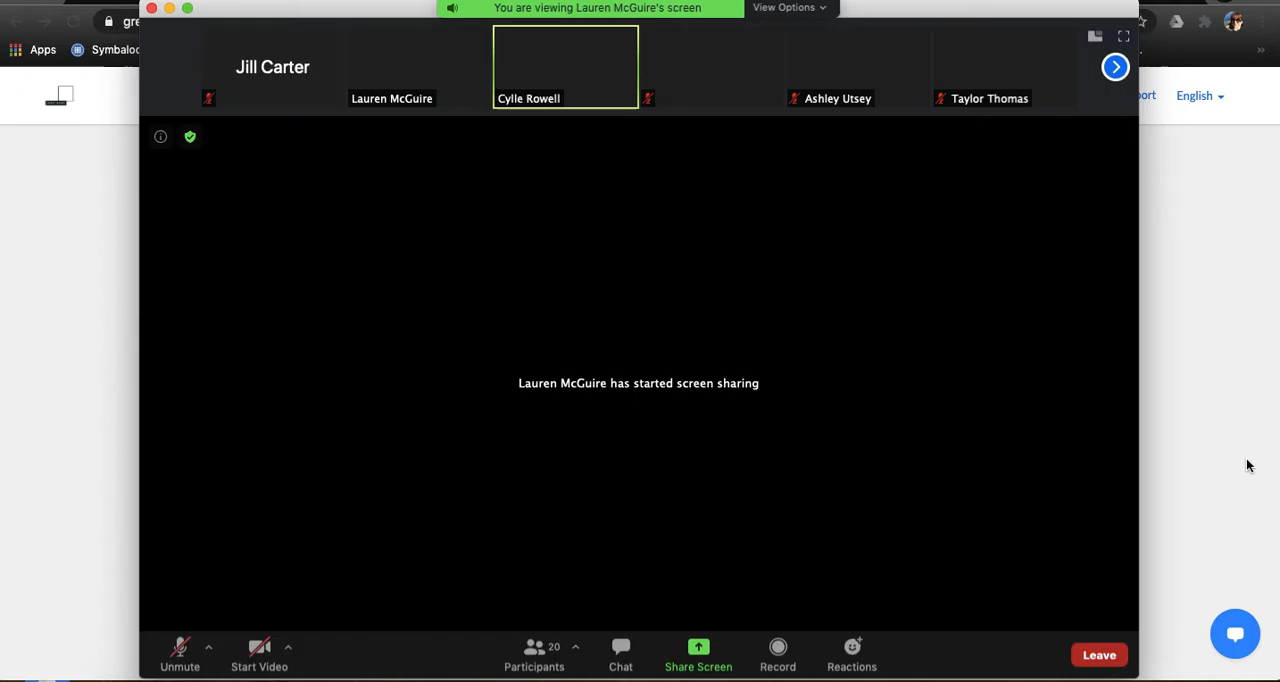 You are viewing Lauren McGuire's screen
View Options
gre
Apps
Symbaloo
Jill Carter
Lauren McGuire
Cylle Rowell
Ashley Utsey
Taylor Thomas
ort
English
Lauren McGuire has started screen sharing
Unmute
Start Video
20
Participants
Chat
Share Screen
Record
Reactions
Leave